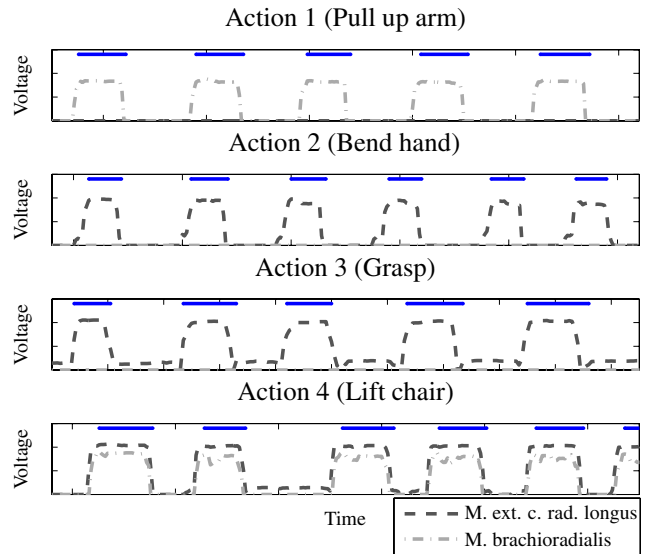 Action 1 (Pull up arm)
Voltage
Action 2 (Bend hand)
Voltage
Action 3 (Grasp)
Voltage
Action 4 (Lift chair)
Voltage
Time
M. ext. c. rad. longus
M. brachioradialis